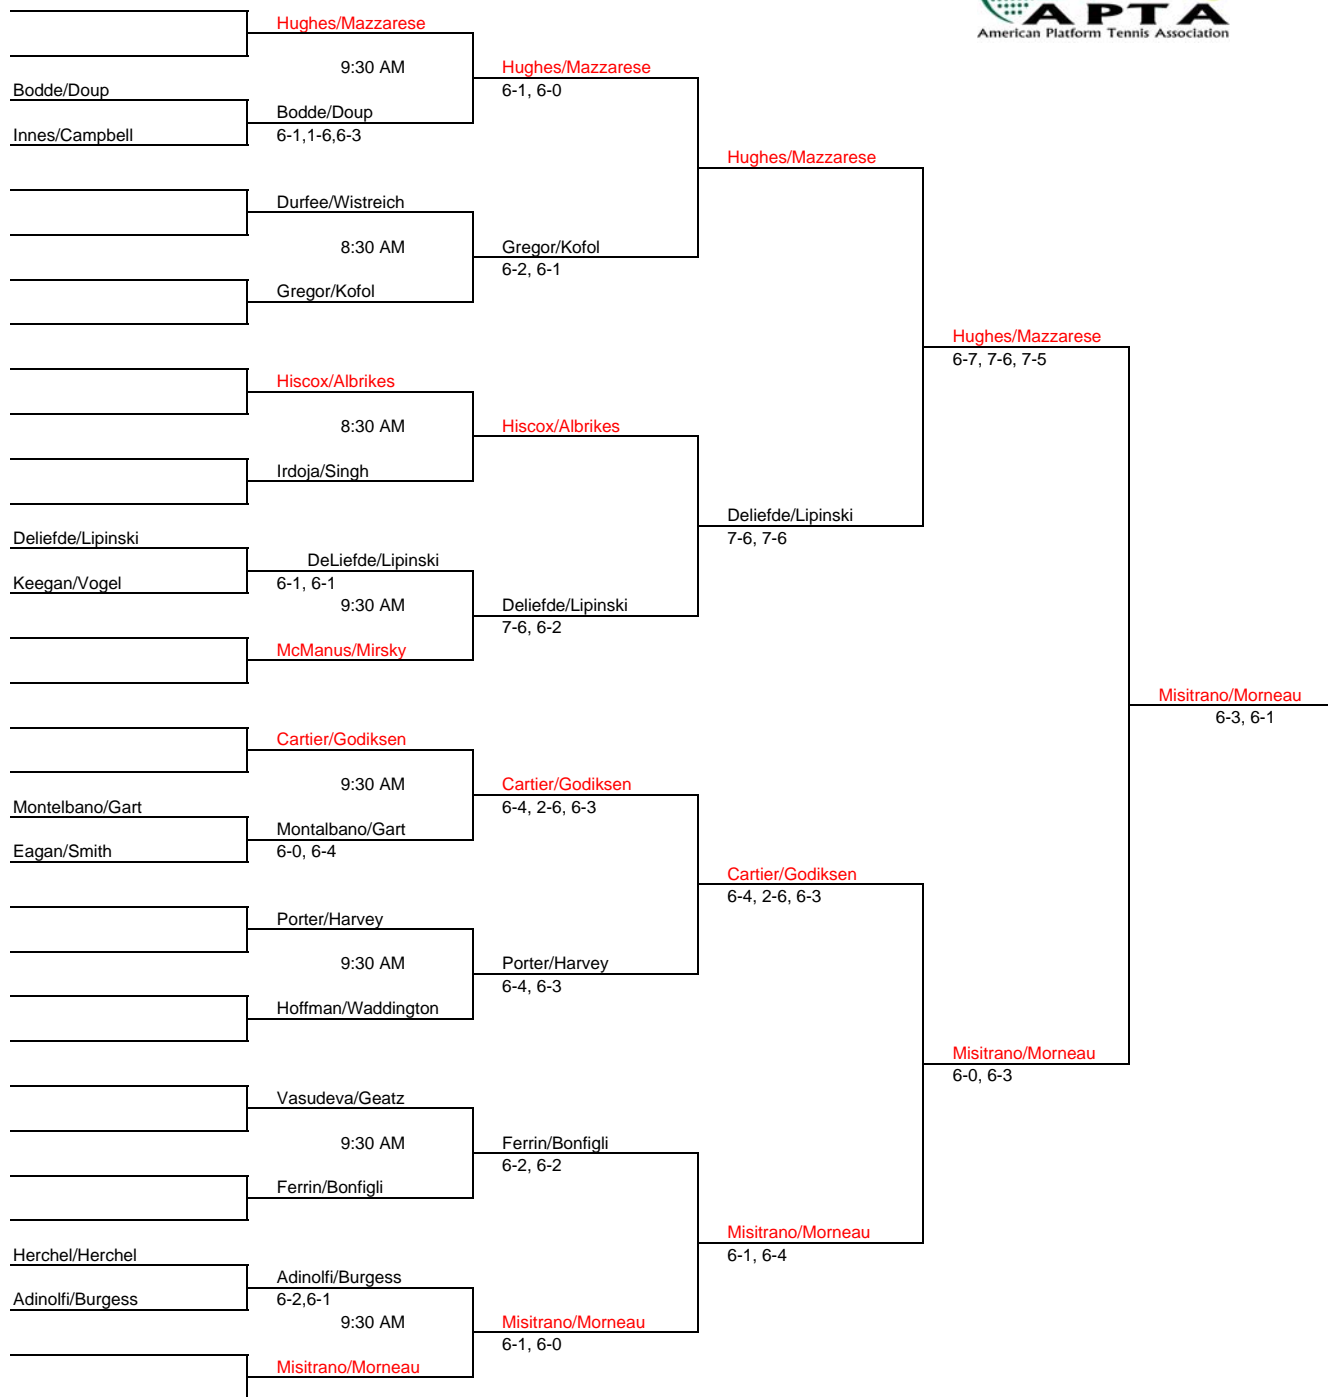 APTA
American Platform Tennis Association
Hughes/Mazzarese
9:30 AM
Hughes/Mazzarese
Bodde/Doup
6-1, 6-0
Bodde/Doup
Innes/Campbell
6-1,1-6,6-3
Hughes/Mazzarese
Durfee/Wistreich
8:30 AM
Gregor/Kofol
6-2, 6-1
Gregor/Kofol
Hughes/Mazzarese
6-7, 7-6, 7-5
Hiscox/Albrikes
8:30 AM
Hiscox/Albrikes
Irdoja/Singh
Deliefde/Lipinski
7-6, 7-6
Deliefde/Lipinski
DeLiefde/Lipinski
Keegan/Vogel
6-1, 6-1
9:30 AM
Deliefde/Lipinski
7-6, 6-2
McManus/Mirsky
Misitrano/Morneau
6-3, 6-1
Cartier/Godiksen
9:30 AM
Cartier/Godiksen
Montelbano/Gart
6-4, 2-6, 6-3
Montalbano/Gart
Eagan/Smith
6-0, 6-4
Cartier/Godiksen
6-4, 2-6, 6-3
Porter/Harvey
9:30 AM
Porter/Harvey
6-4, 6-3
Hoffman/Waddington
Misitrano/Morneau
6-0, 6-3
Vasudeva/Geatz
9:30 AM
Ferrin/Bonfigli
6-2, 6-2
Ferrin/Bonfigli
Misitrano/Morneau
6-1, 6-4
Herchel/Herchel
Adinolfi/Burgess
Adinolfi/Burgess
6-2,6-1
9:30 AM
Misitrano/Morneau
6-1, 6-0
Misitrano/Morneau